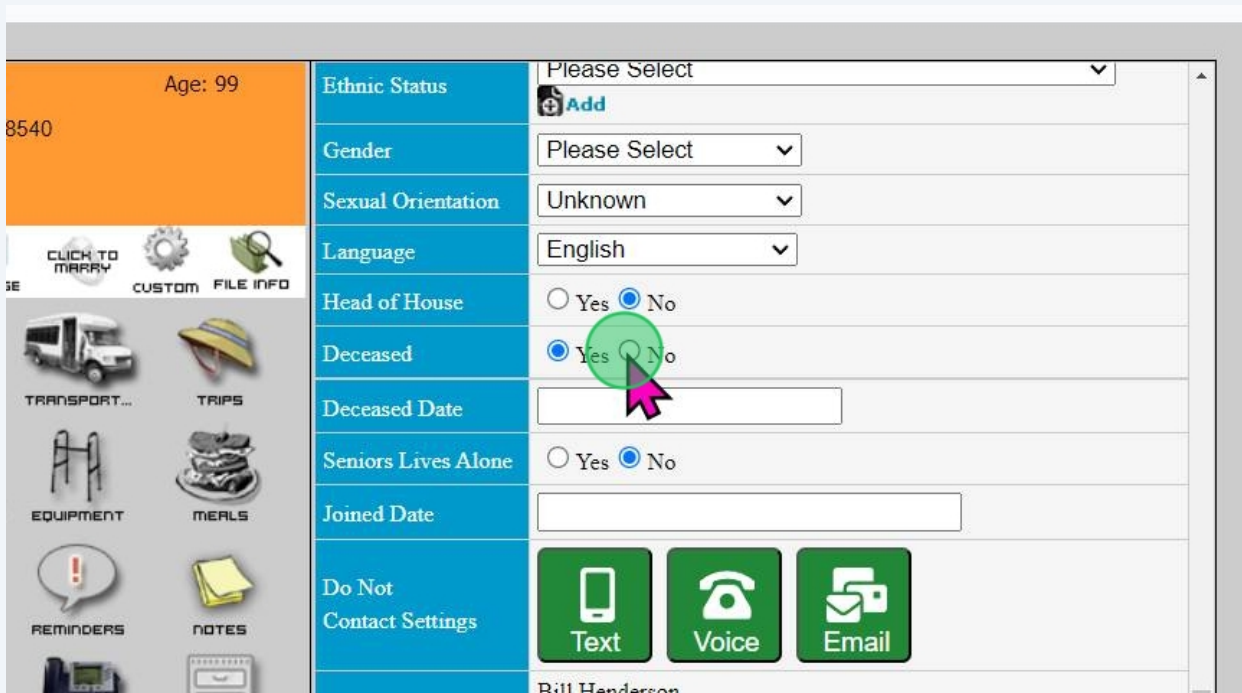 Age: 99
8540
CLICK TO
MARRY
CUSTOM
FILE INFO
TRANSPORT...
TRIPS
EQUIPMENT
MEALS
REMINDERS
NOTES
Ethnic Status
Please Select
Add
Gender
Please Select
Sexual Orientation
Unknown
Language
English
Head of House
Yes No
Deceased
Yes No
Deceased Date
Seniors Lives Alone
Yes No
Joined Date
Do Not
Contact Settings
Text
Voice
Email
Bill Henderson